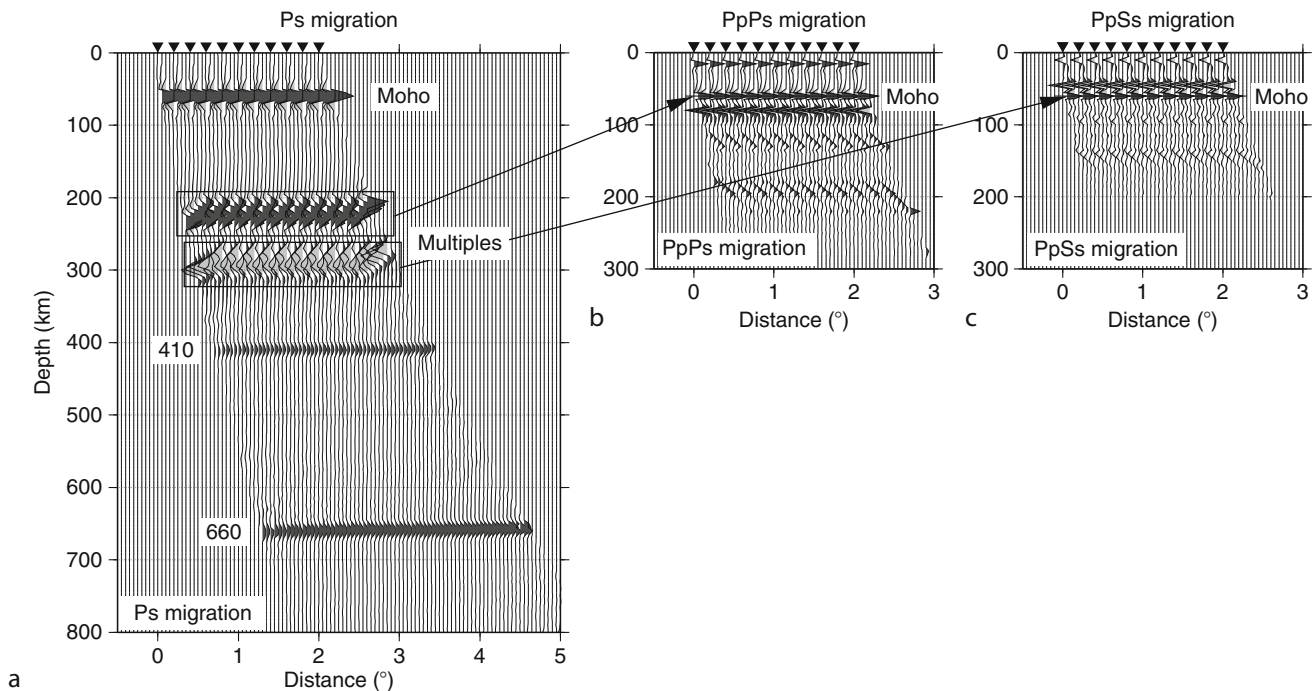 Ps migration
0
100
200
300
400
500
600
700
800
Depth (km)
Moho
Multiples
410
660
Ps migration
0 1 2 3 4 5
Distance (°)
a
PpPs migration
0
100
200
300
Moho
PpPs migration
0 1 2 3
Distance (°)
b
PpSs migration
0
100
200
300
Moho
PpSs migration
0 1 2 3
Distance (°)
c